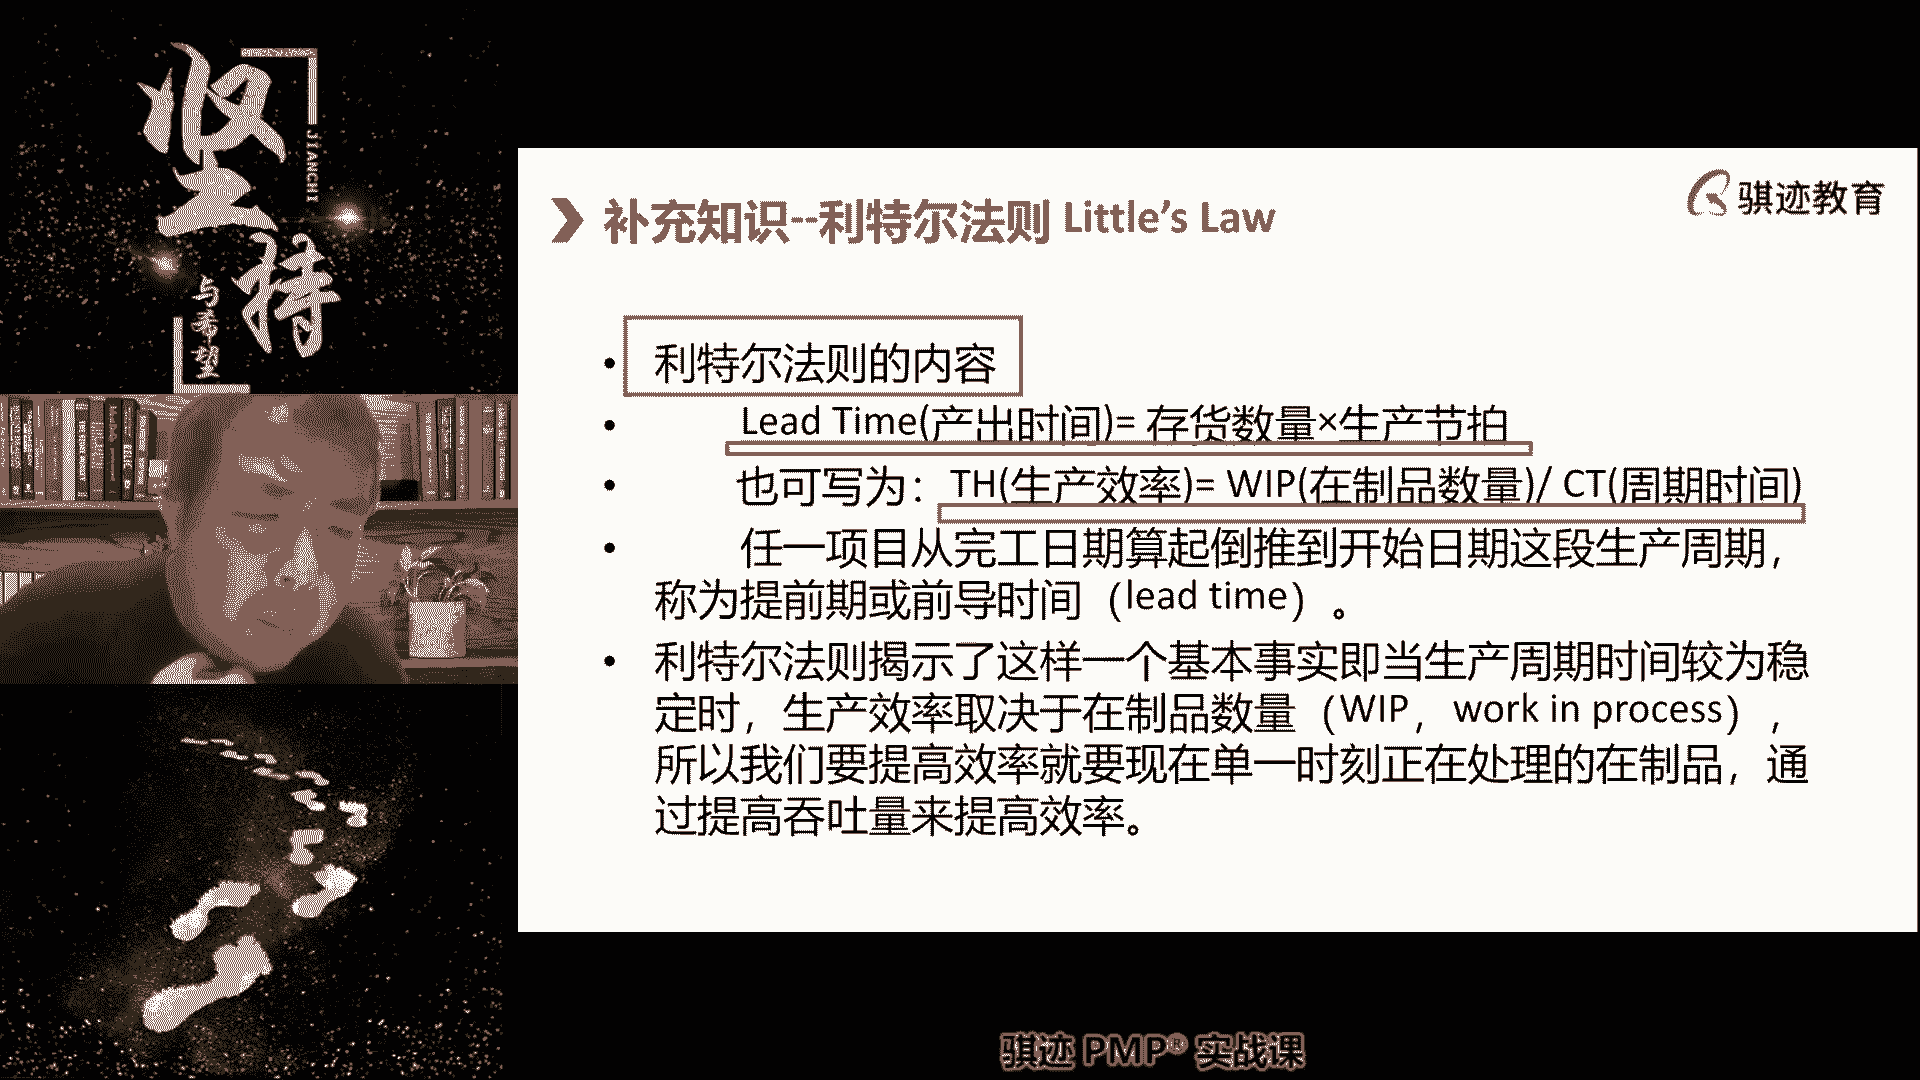 坚持
JIANCHI
与希望
骐迹教育
补充知识--利特尔法则 Little's Law
• 利特尔法则的内容
• Lead Time(产出时间)= 存货数量×生产节拍
• 也可写为：TH(生产效率)= WIP(在制品数量)/ CT(周期时间)
• 任一项目从完工日期算起倒推到开始日期这段生产周期，
称为提前期或前导时间（lead time）。
• 利特尔法则揭示了这样一个基本事实即当生产周期时间较为稳
定时，生产效率取决于在制品数量（WIP，work in process），
所以我们要提高效率就要现在单一时刻正在处理的在制品，通
过提高吞吐量来提高效率。
骐迹 PMP® 实战课